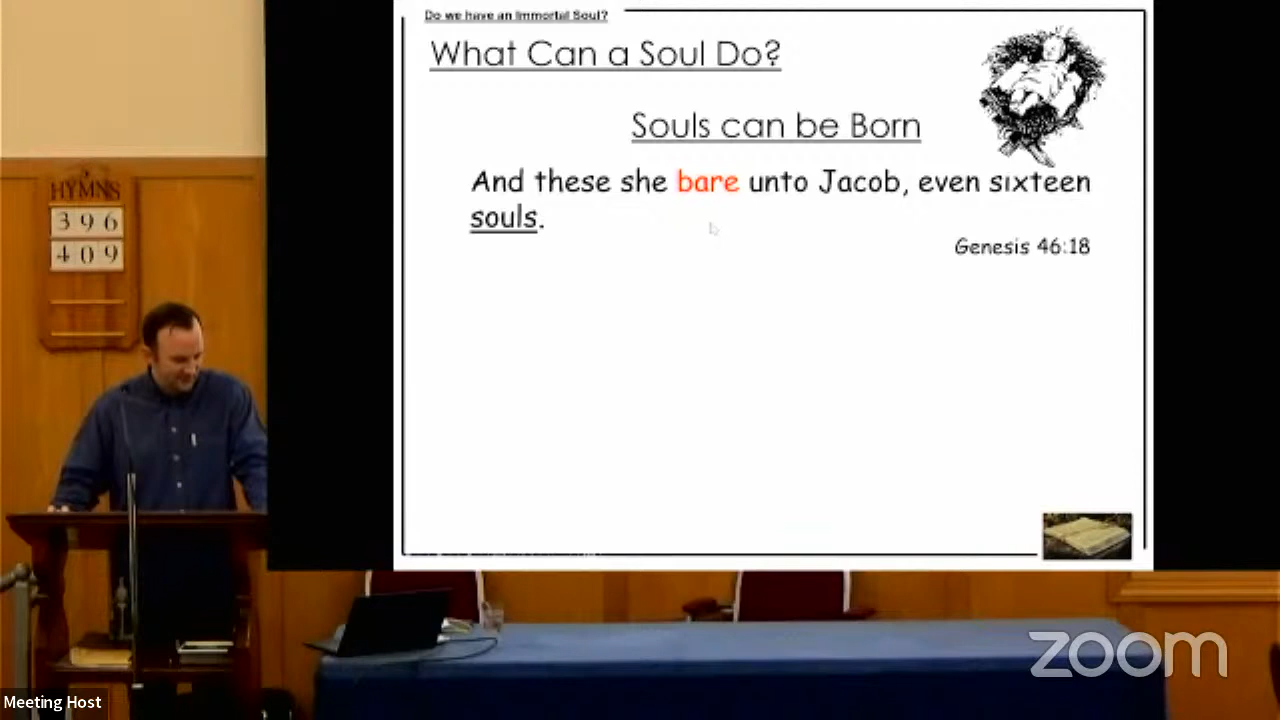 Do we have an Immortal Soul?
What Can a Soul Do?
Souls can be Born
And these she bare unto Jacob, even sixteen
souls.
Genesis 46:18
HYMNS
396
409
zoom
Meeting Host